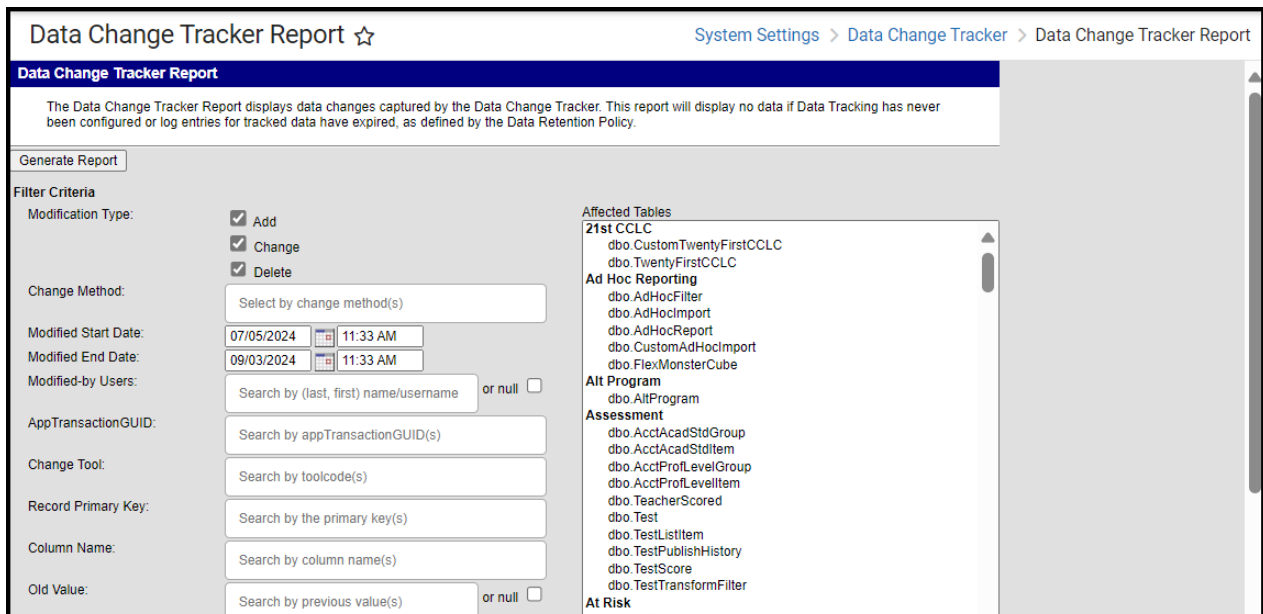 Data Change Tracker Report
System Settings > Data Change Tracker > Data Change Tracker Report
Data Change Tracker Report
The Data Change Tracker Report displays data changes captured by the Data Change Tracker. This report will display no data if Data Tracking has never
been configured or log entries for tracked data have expired, as defined by the Data Retention Policy.
Generate Report
Filter Criteria
Modification Type:
Add
Change
Delete
Change Method:
Select by change method(s)
Modified Start Date:
07/05/2024 11:33 AM
Modified End Date:
09/03/2024 11:33 AM
Modified-by Users:
Search by (last, first) name/username
or null
AppTransactionGUID:
Search by appTransactionGUID(s)
Change Tool:
Search by toolcode(s)
Record Primary Key:
Search by the primary key(s)
Column Name:
Search by column name(s)
Old Value:
Search by previous value(s)
or null
Affected Tables
21st CCLC
dbo.CustomTwentyFirstCCLC
dbo.TwentyFirstCCLC
Ad Hoc Reporting
dbo.AdHocFilter
dbo.AdHocImport
dbo.AdHocReport
dbo.CustomAdHocImport
dbo.FlexMonsterCube
Alt Program
dbo.AltProgram
Assessment
dbo.AcctAcadStdGroup
dbo.AcctAcadStdItem
dbo.AcctProfLevelGroup
dbo.AcctProfLevelItem
dbo.TeacherScored
dbo.Test
dbo.TestListItem
dbo.TestPublishHistory
dbo.TestScore
dbo.TestTransformFilter
At Risk